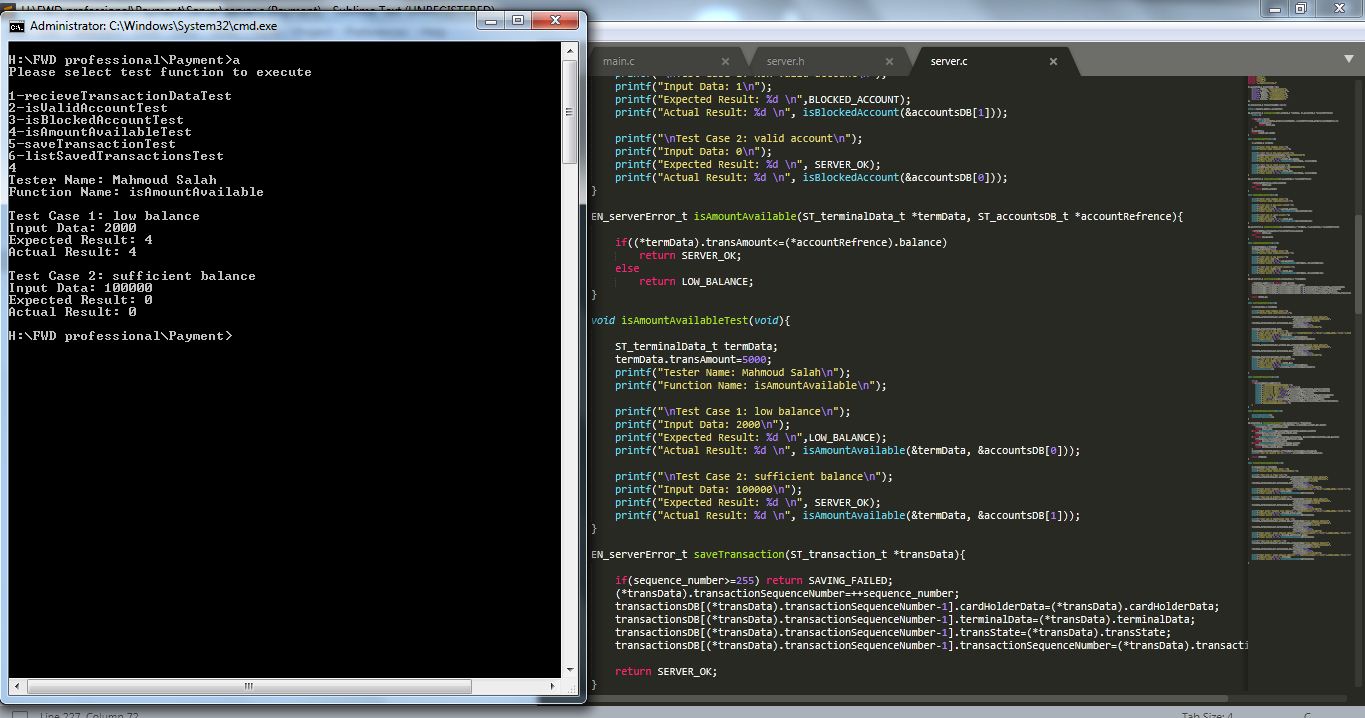 Administrator: C:\Windows\System32\cmd.exe
H:\FWD professional\Payment>a
Please select test function to execute
1-recieveTransactionDataTest
2-isValidAccountTest
3-isBlockedAccountTest
4-isAmountAvailableTest
5-saveTransactionTest
6-listSavedTransactionsTest
4
Tester Name: Mahmoud Salah
Function Name: isAmountAvailable
Test Case 1: low balance
Input Data: 2000
Expected Result: 4
Actual Result: 4
Test Case 2: sufficient balance
Input Data: 100000
Expected Result: 0
Actual Result: 0
H:\FWD professional\Payment>
main.c
server.h
server.c
printf("Input Data: 1\n");
printf("Expected Result: %d \n",BLOCKED_ACCOUNT);
printf("Actual Result: %d \n", isBlockedAccount(&accountsDB[1]));
printf("\nTest Case 2: valid account\n");
printf("Input Data: 0\n");
printf("Expected Result: %d \n", SERVER_OK);
printf("Actual Result: %d \n", isBlockedAccount(&accountsDB[0]));
}
EN_serverError_t isAmountAvailable(ST_terminalData_t *termData, ST_accountsDB_t *accountRefrence){
if((*termData).transAmount<=(*accountRefrence).balance)
return SERVER_OK;
else
return LOW_BALANCE;
}
void isAmountAvailableTest(void){
ST_terminalData_t termData;
termData.transAmount=5000;
printf("Tester Name: Mahmoud Salah\n");
printf("Function Name: isAmountAvailable\n");
printf("\nTest Case 1: low balance\n");
printf("Input Data: 2000\n");
printf("Expected Result: %d \n",LOW_BALANCE);
printf("Actual Result: %d \n", isAmountAvailable(&termData, &accountsDB[0]));
printf("\nTest Case 2: sufficient balance\n");
printf("Input Data: 100000\n");
printf("Expected Result: %d \n", SERVER_OK);
printf("Actual Result: %d \n", isAmountAvailable(&termData, &accountsDB[1]));
}
EN_serverError_t saveTransaction(ST_transaction_t *transData){
if(sequence_number>=255) return SAVING_FAILED;
(*transData).transactionSequenceNumber=++sequence_number;
transactionsDB[(*transData).transactionSequenceNumber-1].cardHolderData=(*transData).cardHolderData;
transactionsDB[(*transData).transactionSequenceNumber-1].terminalData=(*transData).terminalData;
transactionsDB[(*transData).transactionSequenceNumber-1].transState=(*transData).transState;
transactionsDB[(*transData).transactionSequenceNumber-1].transactionSequenceNumber=(*transData).transacti
return SERVER_OK;
}